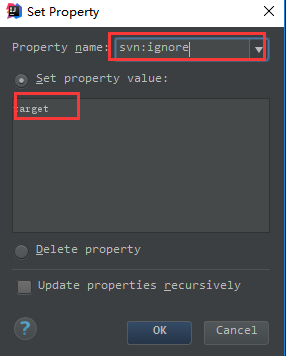 Set Property
Property name: svn:ignore
Set property value:
target
Delete property
Update properties recursively
? OK Cancel